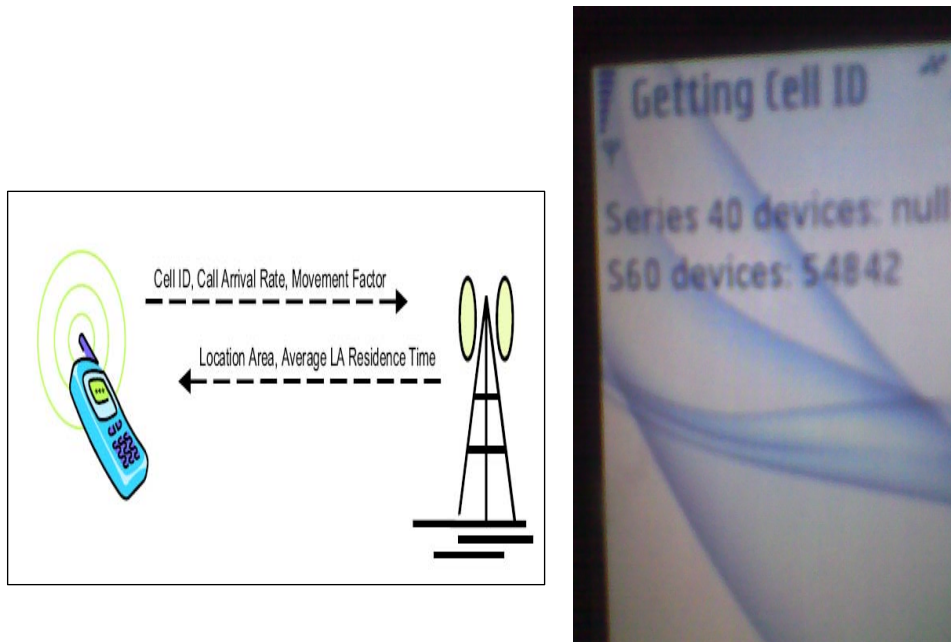 Cell ID, Call Arrival Rate, Movement Factor
Location Area, Average LA Residence Time
Getting Cell ID
Series 40 devices: null
S60 devices: 54842